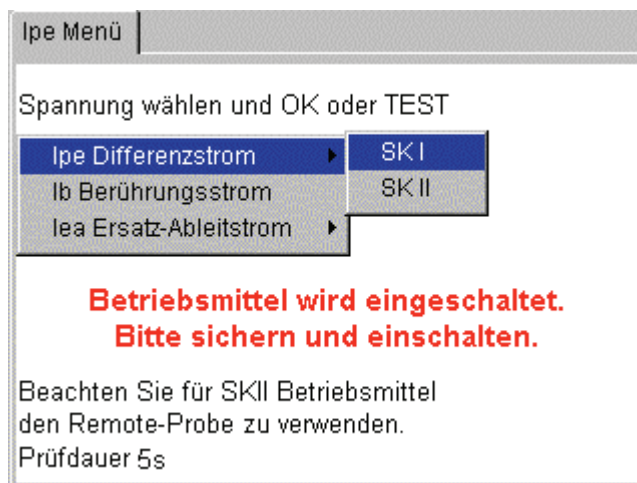 Ipe Menü
Spannung wählen und OK oder TEST
Ipe Differenzstrom
SK I
Ib Berührungsstrom
SK II
Iea Ersatz-Ableitstrom
Betriebsmittel wird eingeschaltet.
Bitte sichern und einschalten.
Beachten Sie für SKII Betriebsmittel
den Remote-Probe zu verwenden.
Prüfdauer 5s